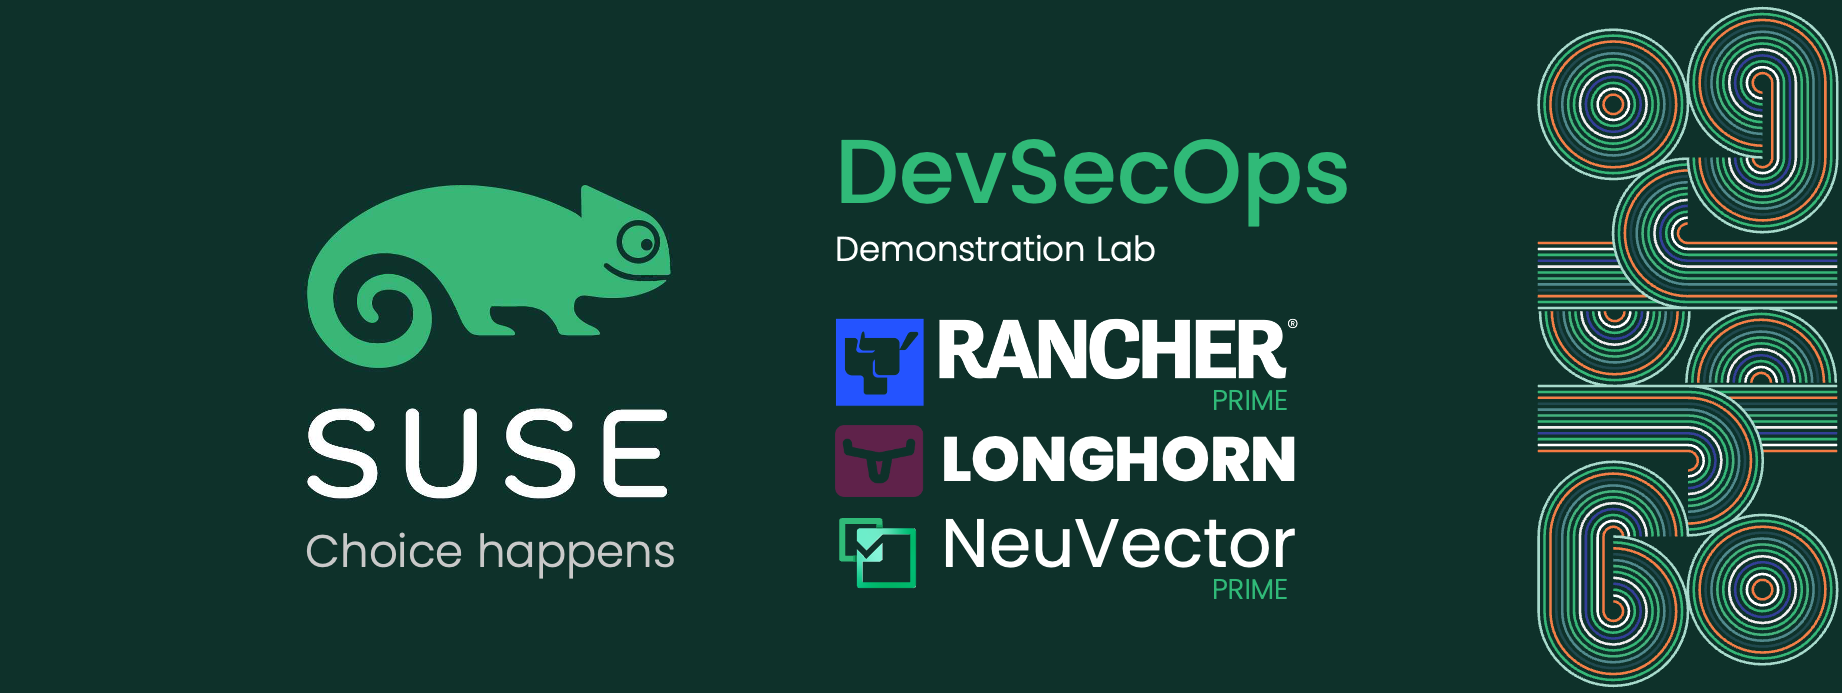 SUSE
Choice happens
DevSecOps
Demonstration Lab
RANCHER®
PRIME
LONGHORN
NeuVector
PRIME